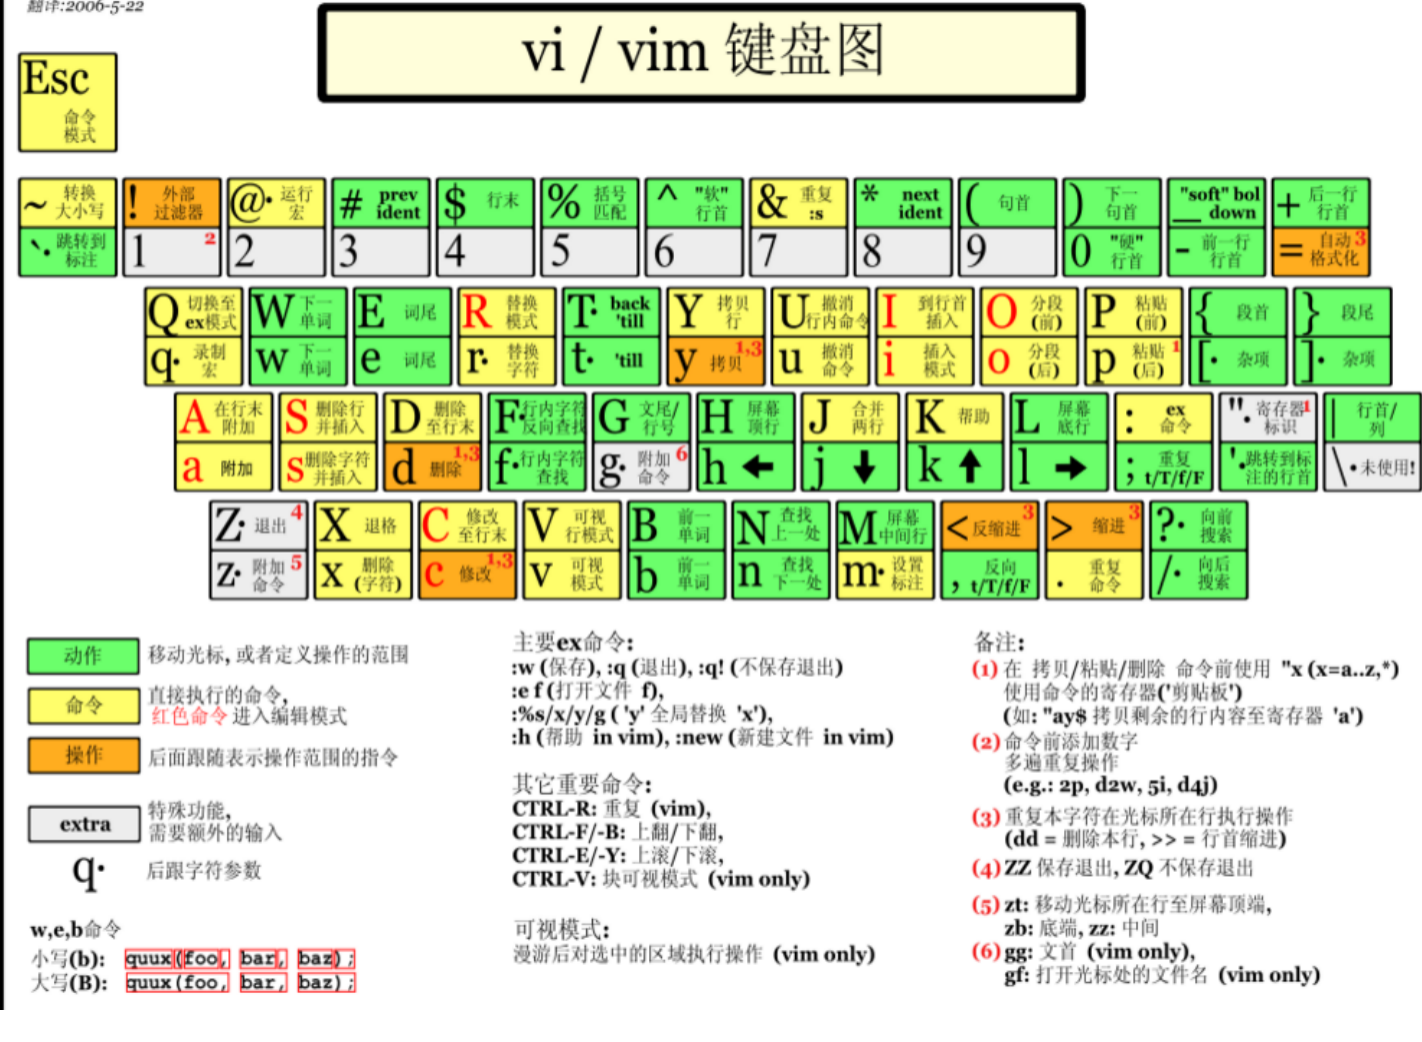 翻译:2006-5-22
vi / vim 键盘图
Esc 命令 模式
~ 转换 大小写
! 外部 过滤器
@· 运行 宏
# prev ident
$ 行末
% 括号 匹配
^ "软" 行首
& 重复 :s
* next ident
( 句首
) 下一 句首
"soft" bol _ down
+ 后一行 行首
`· 跳转到 标注
1 2
2
3
4
5
6
7
8
9
0 "硬" 行首
- 前一行 行首
= 自动 3 格式化
Q 切换至 ex模式
W 下一 单词
E 词尾
R 替换 模式
T· back 'till
Y 拷贝 行
U 撤消 行内命令
I 到行首 插入
O 分段 (前)
P 粘贴 (前)
{ 段首
} 段尾
q· 录制 宏
w 下一 单词
e 词尾
r· 替换 字符
t· 'till
y 拷贝 1,3
u 撤消 命令
i 插入 模式
o 分段 (后)
p 粘贴 1 (后)
[· 杂项
]· 杂项
A 在行末 附加
S 删除行 并插入
D 删除 至行末
F· 行内字符 反向查找
G 文尾/ 行号
H 屏幕 顶行
J 合并 两行
K 帮助
L 屏幕 底行
: ex 命令
"· 寄存器 1 标识
| 行首/ 列
a 附加
s 删除字符 并插入
d 删除 1,3
f· 行内字符 查找
g· 附加 6 命令
h ←
j ↓
k ↑
l →
; 重复 t/T/f/F
'· 跳转到标 注的行首
\· 未使用!
Z· 退出 4
X 退格
C 修改 至行末
V 可视 行模式
B 前一 单词
N 查找 上一处
M 屏幕 中间行
< 反缩进 3
> 缩进 3
?· 向前 搜索
z· 附加 5 命令
x 删除 (字符)
c 修改 1,3
v 可视 模式
b 前一 单词
n 查找 下一处
m· 设置 标注
, 反向 t/T/f/F
. 重复 命令
/· 向后 搜索
动作 移动光标, 或者定义操作的范围
命令 直接执行的命令,
红色命令 进入编辑模式
操作 后面跟随表示操作范围的指令
extra 特殊功能,
需要额外的输入
q· 后跟字符参数
w,e,b命令
小写(b): quux(foo, bar, baz);
大写(B): quux(foo, bar, baz);
主要ex命令:
:w (保存), :q (退出), :q! (不保存退出)
:e f (打开文件 f),
:%s/x/y/g ( 'y' 全局替换 'x'),
:h (帮助 in vim), :new (新建文件 in vim)
其它重要命令:
CTRL-R: 重复 (vim),
CTRL-F/-B: 上翻/下翻,
CTRL-E/-Y: 上滚/下滚,
CTRL-V: 块可视模式 (vim only)
可视模式:
漫游后对选中的区域执行操作 (vim only)
备注:
(1) 在 拷贝/粘贴/删除 命令前使用 "x (x=a..z,*)
使用命令的寄存器('剪贴板')
(如: "ay$ 拷贝剩余的行内容至寄存器 'a')
(2) 命令前添加数字
多遍重复操作
(e.g.: 2p, d2w, 5i, d4j)
(3) 重复本字符在光标所在行执行操作
(dd = 删除本行, >> = 行首缩进)
(4) ZZ 保存退出, ZQ 不保存退出
(5) zt: 移动光标所在行至屏幕顶端,
zb: 底端, zz: 中间
(6) gg: 文首 (vim only),
gf: 打开光标处的文件名 (vim only)